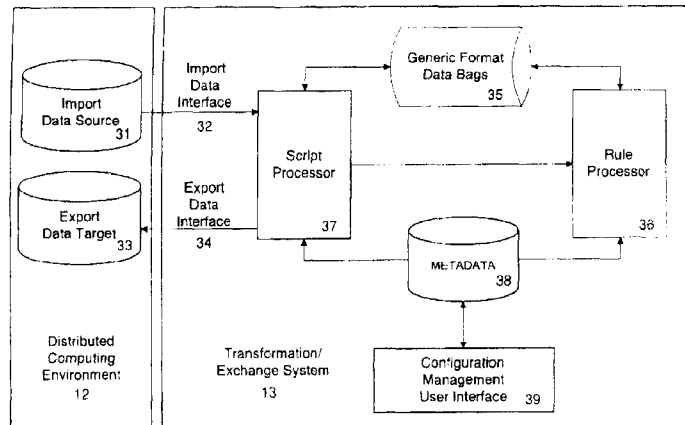 Import
Data Source
31
Export
Data Target
33
Distributed
Computing
Environment
12
Import
Data
Interface
32
Export
Data
Interface
34
Script
Processor
37
Generic Format
Data Bags
35
Rule
Processor
36
METADATA
38
Transformation/
Exchange System
13
Configuration
Management
User Interface
39